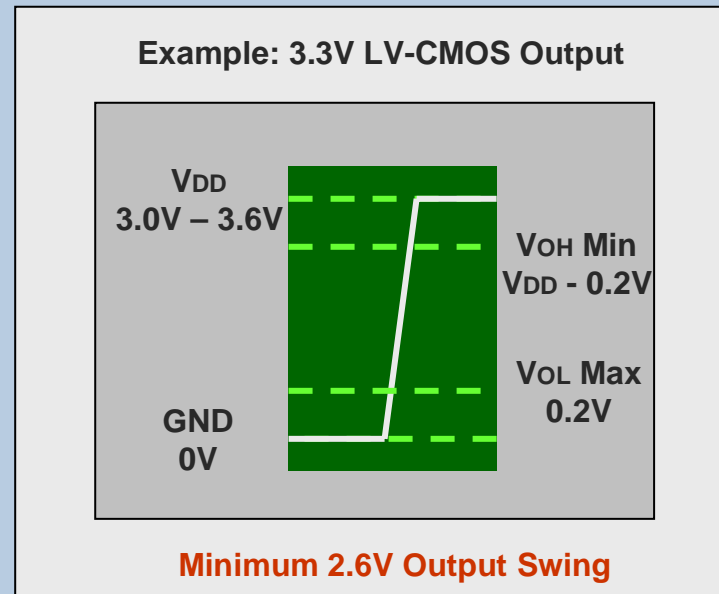 Example: 3.3V LV-CMOS Output
VDD
3.0V – 3.6V
VOH Min
VDD - 0.2V
VOL Max
0.2V
GND
0V
Minimum 2.6V Output Swing